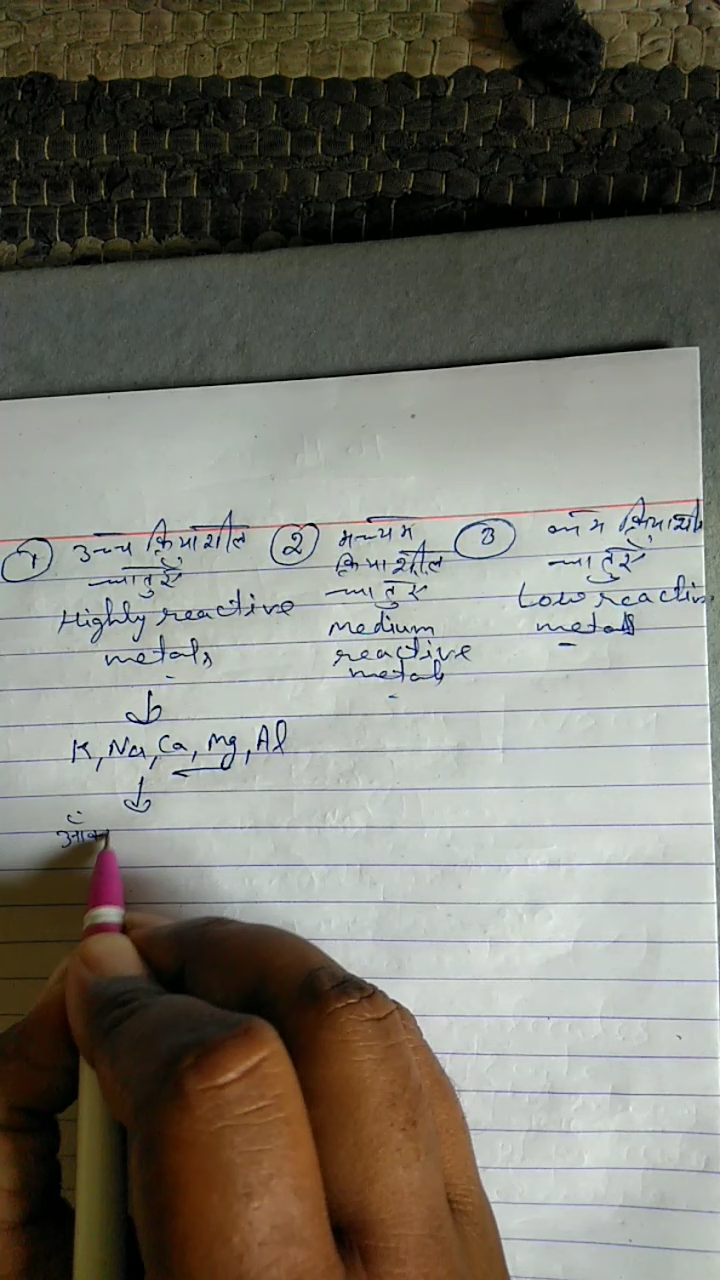 1 उच्च क्रियाशील
धातुएँ
Highly reactive
metals
2 मध्यम
क्रियाशील
धातुएँ
Medium
reactive
metals
3 कम क्रियाशील
धातुएँ
Low reactive
metals
↓
K, Na, Ca, Mg, Al
↓